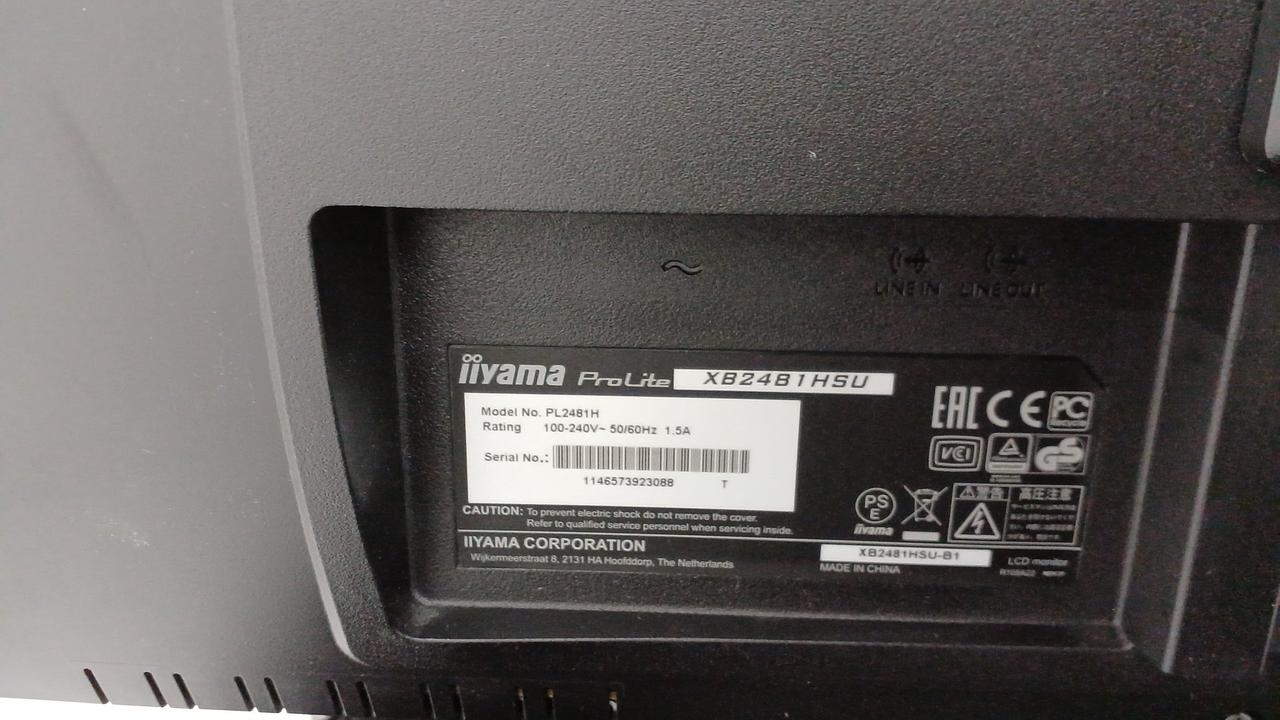 LINE IN LINE OUT
iiyama ProLite XB2481HSU
Model No. PL2481H
Rating 100-240V~ 50/60Hz 1.5A
Serial No.:
1146573923088 T
CAUTION: To prevent electric shock do not remove the cover.
Refer to qualified service personnel when servicing inside.
IIYAMA CORPORATION
Wijkermeerstraat 8, 2131 HA Hoofddorp, The Netherlands
EAC CE PC
Recycle
VCI GS
PS
E
iiyama
警告 高圧注意
XB2481HSU-B1
MADE IN CHINA
LCD monitor